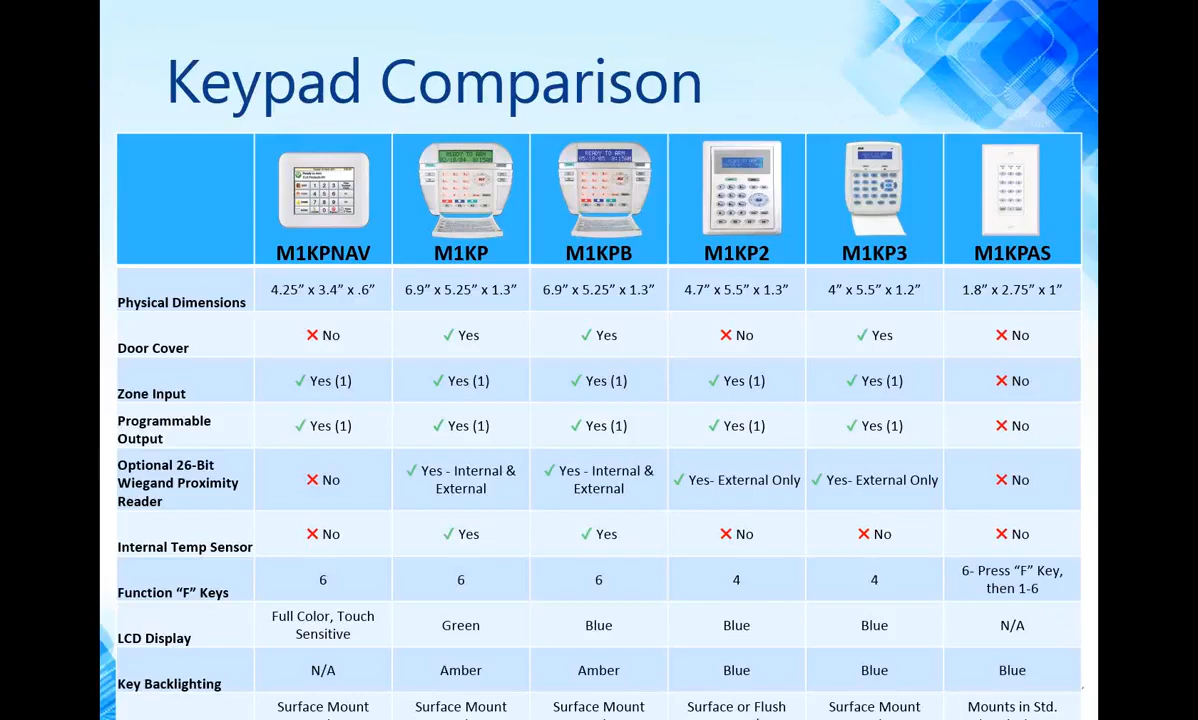 Keypad Comparison
M1KPNAV M1KP M1KPB M1KP2 M1KP3 M1KPAS
Physical Dimensions 4.25” x 3.4” x .6” 6.9” x 5.25” x 1.3” 6.9” x 5.25” x 1.3” 4.7” x 5.5” x 1.3” 4” x 5.5” x 1.2” 1.8” x 2.75” x 1”
Door Cover ❌ No ✓ Yes ✓ Yes ❌ No ✓ Yes ❌ No
Zone Input ✓ Yes (1) ✓ Yes (1) ✓ Yes (1) ✓ Yes (1) ✓ Yes (1) ❌ No
Programmable
Output ✓ Yes (1) ✓ Yes (1) ✓ Yes (1) ✓ Yes (1) ✓ Yes (1) ❌ No
Optional 26-Bit
Wiegand Proximity
Reader ❌ No ✓ Yes - Internal &
External ✓ Yes - Internal &
External ✓ Yes- External Only ✓ Yes- External Only ❌ No
Internal Temp Sensor ❌ No ✓ Yes ✓ Yes ❌ No ❌ No ❌ No
Function “F” Keys 6 6 6 4 4 6- Press “F” Key,
then 1-6
LCD Display Full Color, Touch
Sensitive Green Blue Blue Blue N/A
Key Backlighting N/A Amber Amber Blue Blue Blue
Surface Mount Surface Mount Surface Mount Surface or Flush Surface Mount Mounts in Std.